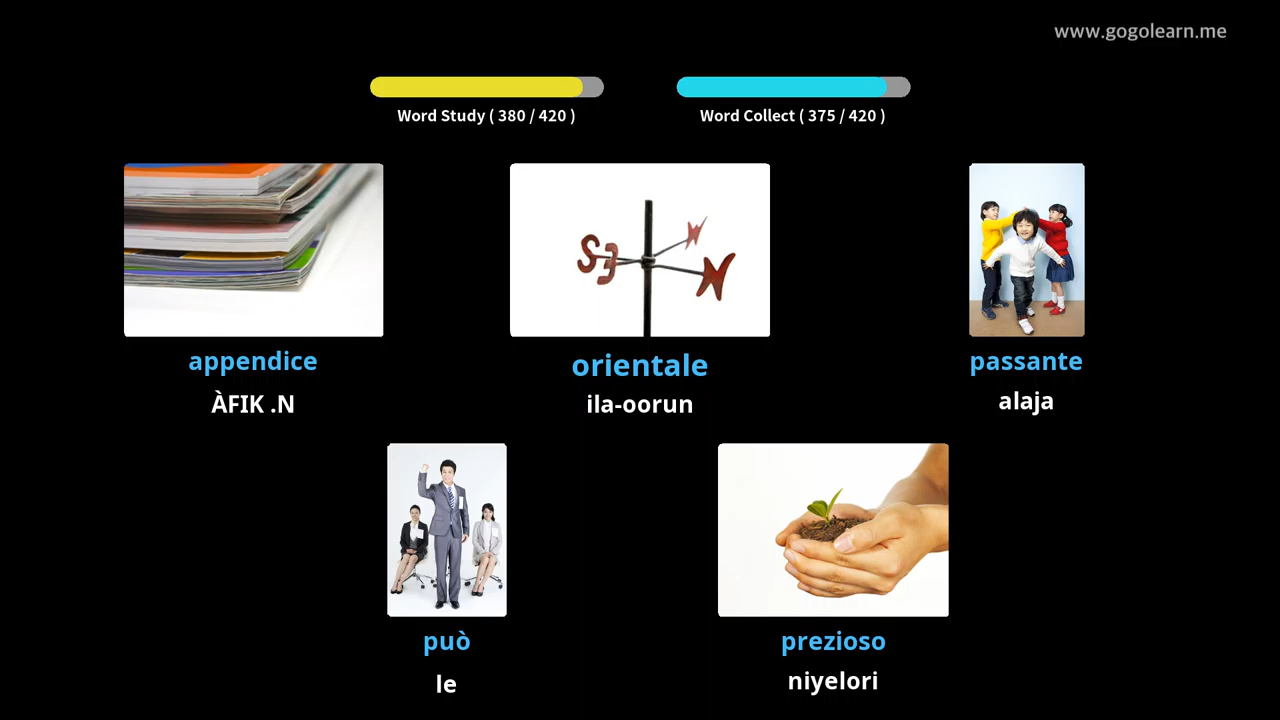 www.gogolearn.me
Word Study ( 380 / 420 )
Word Collect ( 375 / 420 )
S E N W
appendice
orientale
passante
ÀFIK .N
ila-oorun
alaja
può
prezioso
le
niyelori